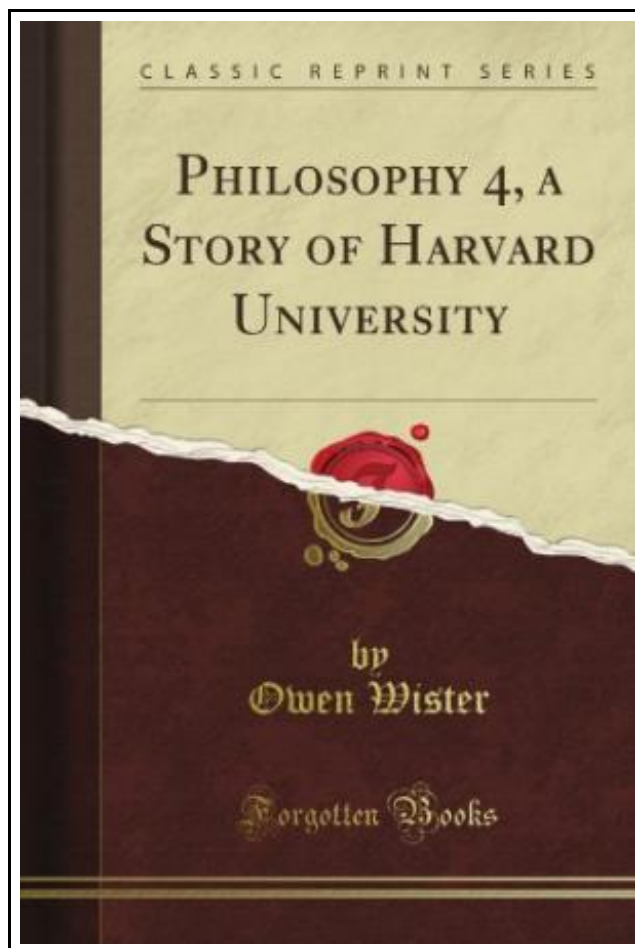 CLASSIC REPRINT SERIES
PHILOSOPHY 4, A
STORY OF HARVARD
UNIVERSITY
by
Owen Wister
Forgotten Books